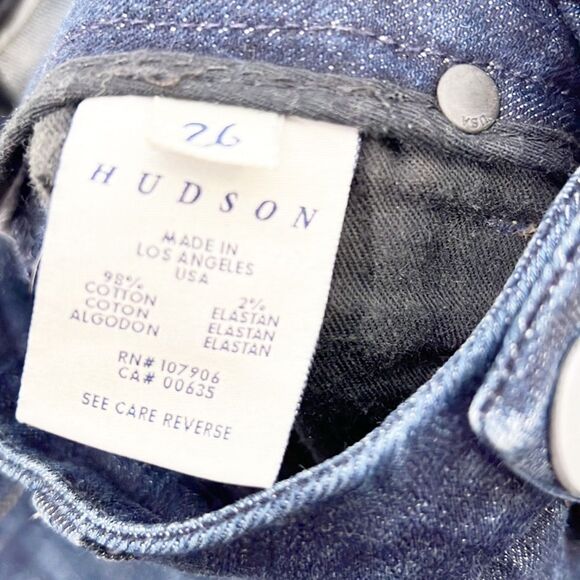 26
HUDSON
MADE IN
LOS ANGELES
USA
98% 2%
COTTON ELASTAN
COTON ELASTAN
ALGODON ELASTAN
RN# 107906
CA# 00635
SEE CARE REVERSE
USA